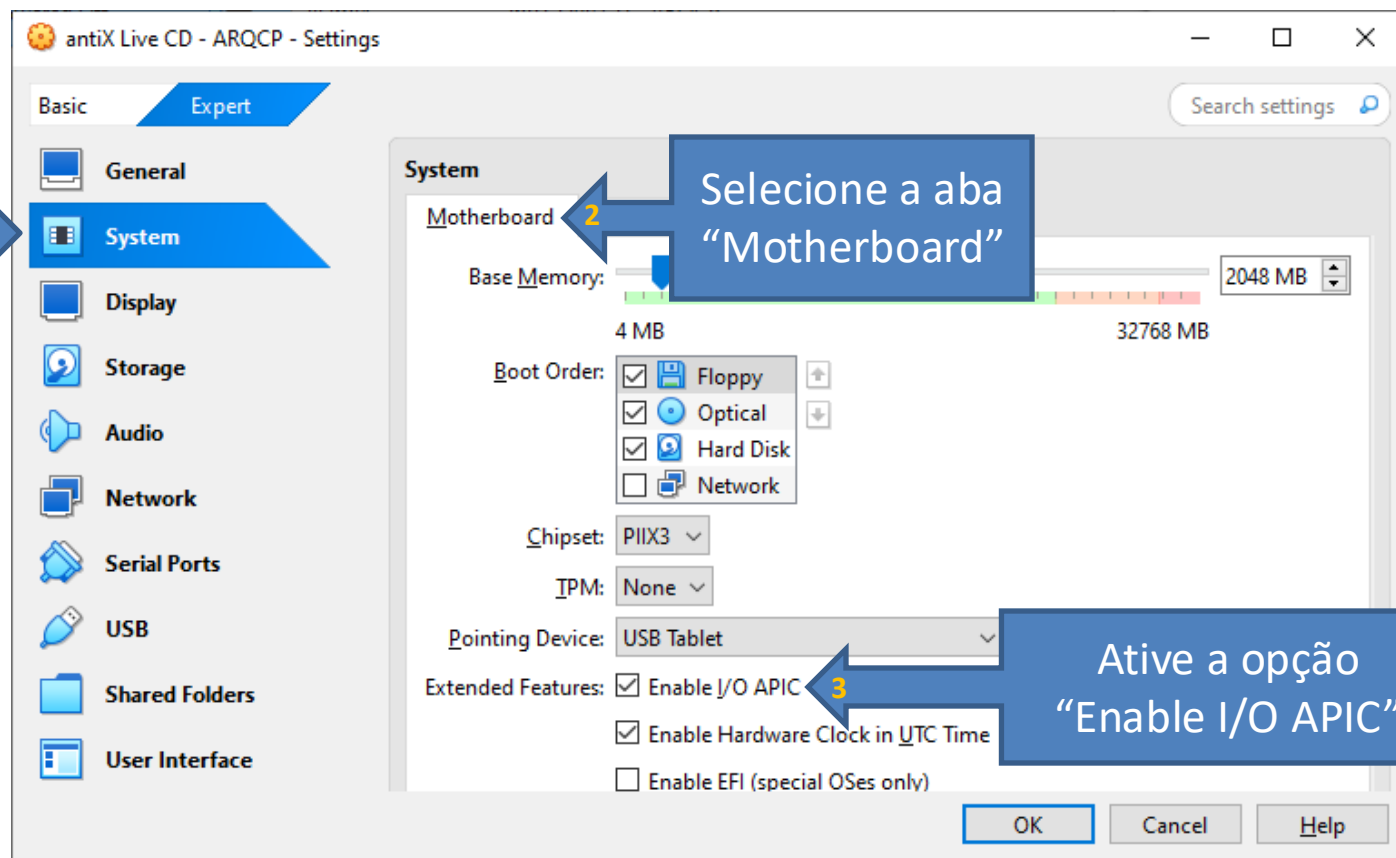 antiX Live CD - ARQCP - Settings
Basic
Expert
Search settings
General
System
Display
Storage
Audio
Network
Serial Ports
USB
Shared Folders
User Interface
System
Motherboard
2
Selecione a aba
“Motherboard”
Base Memory:
2048 MB
4 MB
32768 MB
Boot Order:
Floppy
Optical
Hard Disk
Network
Chipset:
PIIX3
TPM:
None
Pointing Device:
USB Tablet
Extended Features:
Enable I/O APIC
3
Ative a opção
“Enable I/O APIC”
Enable Hardware Clock in UTC Time
Enable EFI (special OSes only)
OK
Cancel
Help